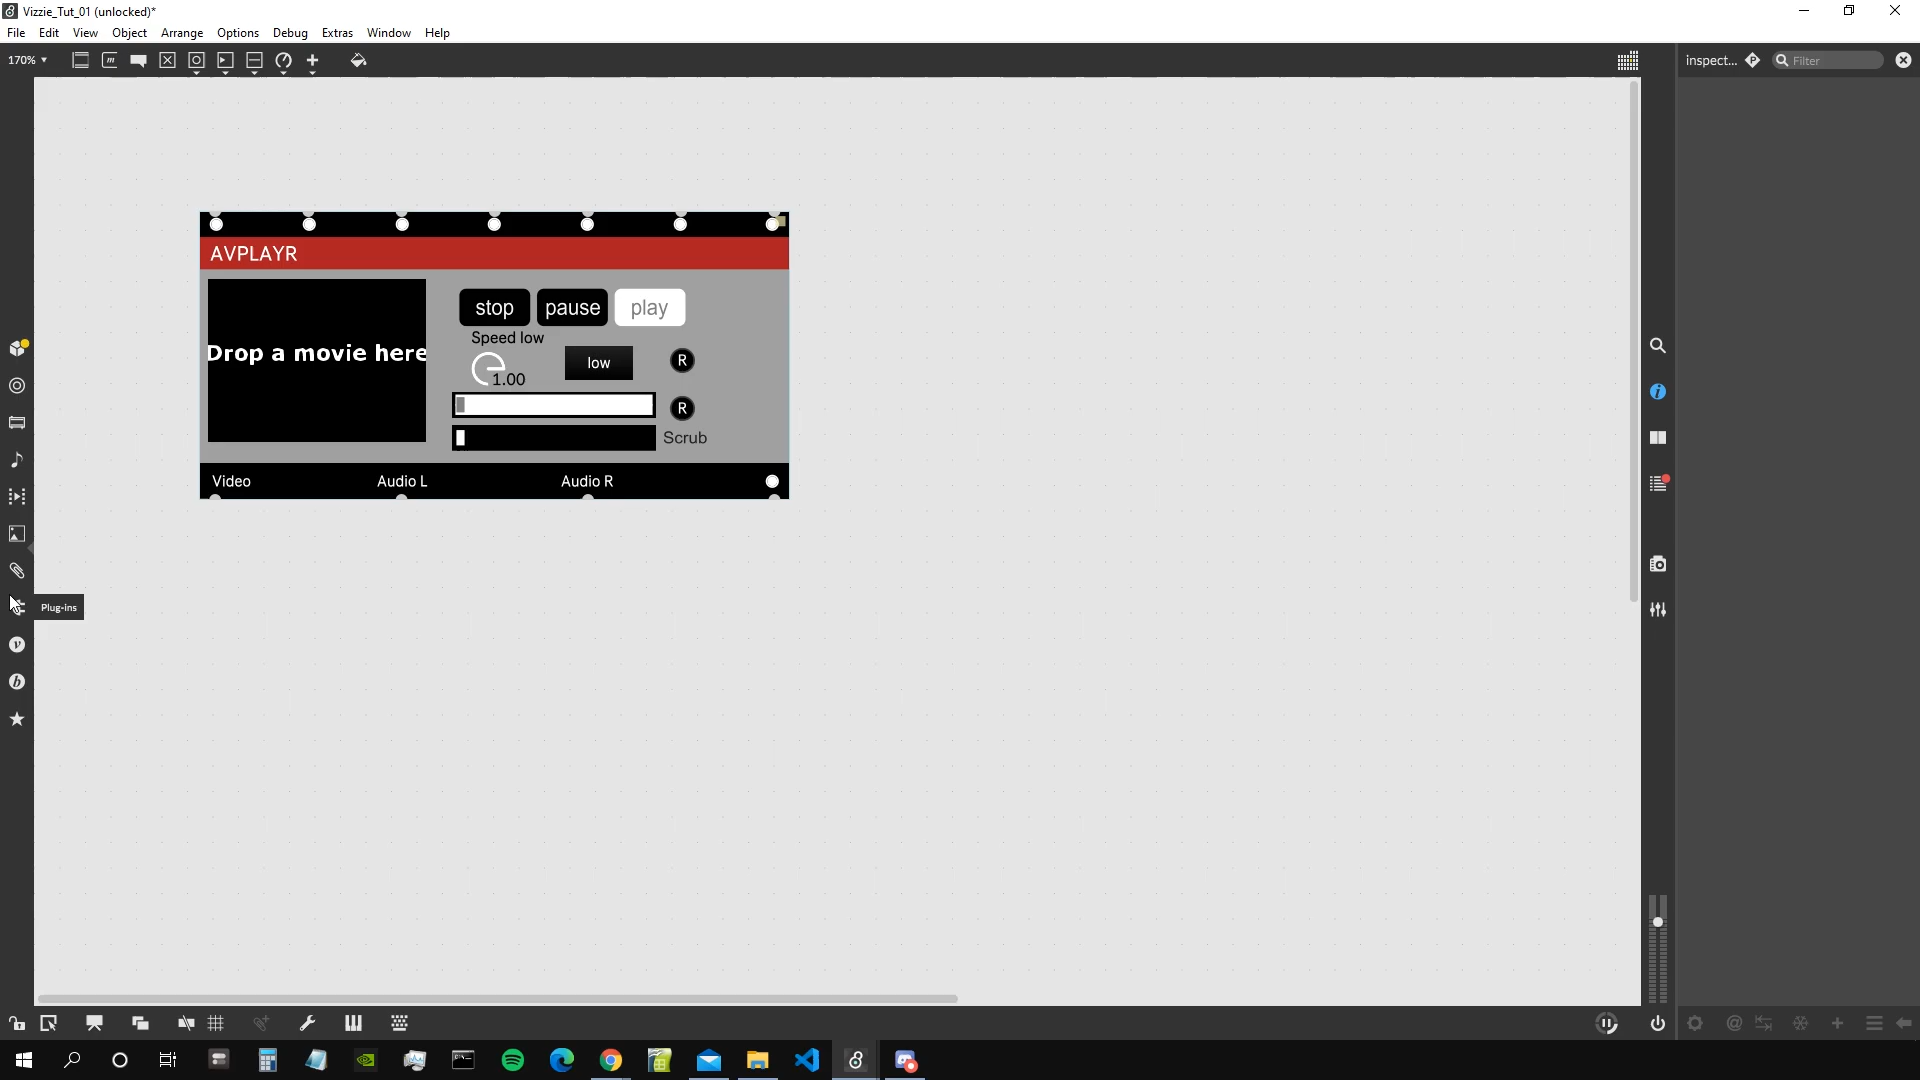 Vizzie_Tut_01 (unlocked)*
File Edit View Object Arrange Options Debug Extras Window Help
170%
inspect... P Filter
AVPLAYR
Drop a movie here
stop pause play
Speed low
1.00
low
R
R
Scrub
Video Audio L Audio R
Plug-ins